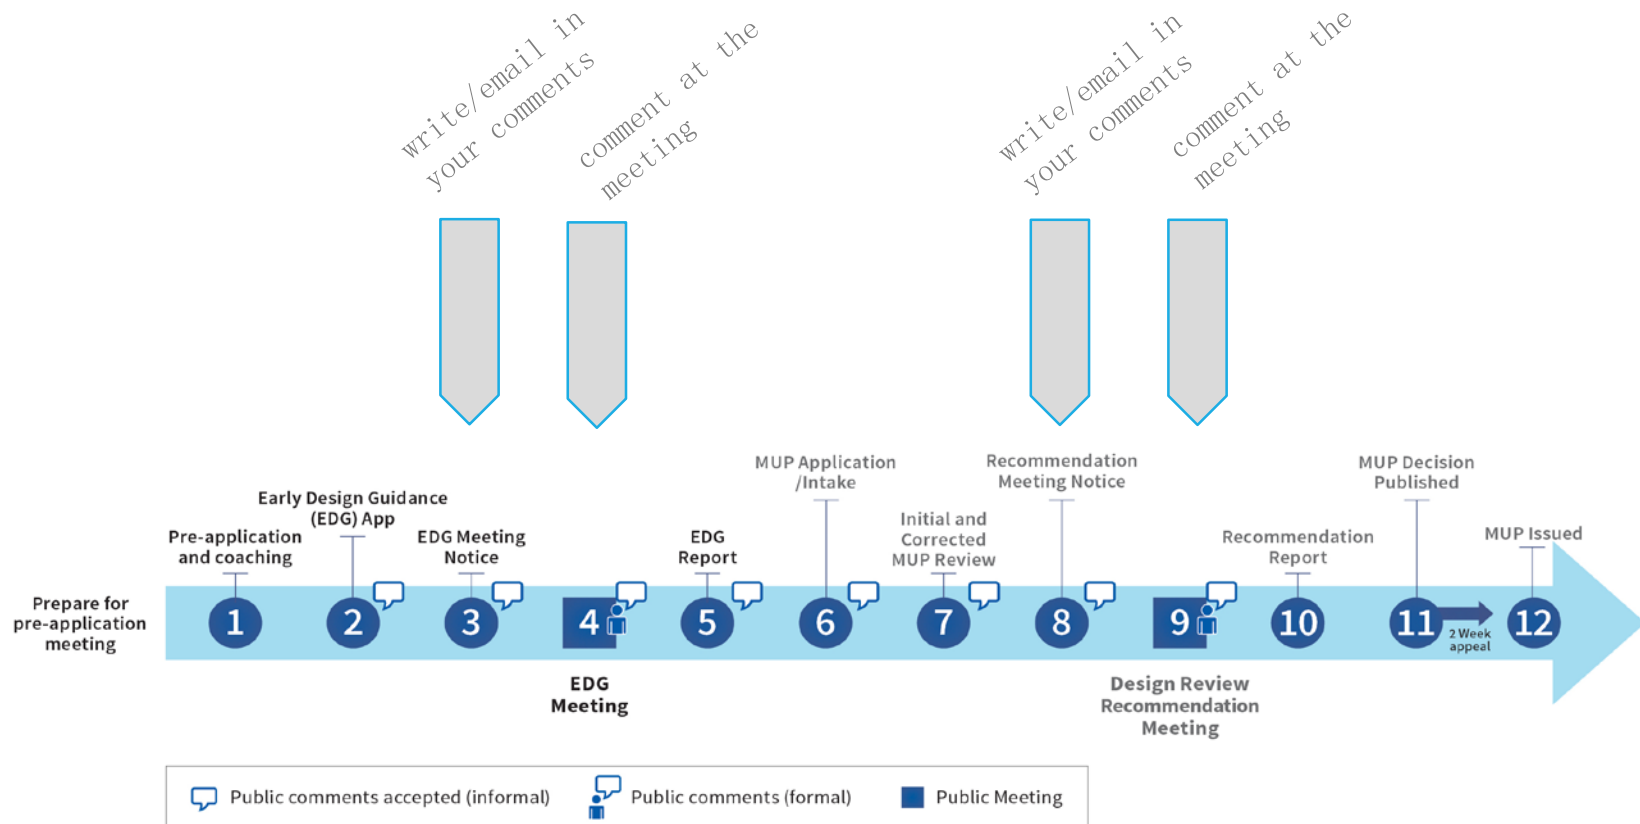 write/email in
your comments
comment at the
meeting
write/email in
your comments
comment at the
meeting
Prepare for
pre-application
meeting
Pre-application
and coaching
1
Early Design Guidance
(EDG) App
2
EDG Meeting
Notice
3
4
EDG
Meeting
EDG
Report
5
MUP Application
/Intake
6
Initial and
Corrected
MUP Review
7
Recommendation
Meeting Notice
8
9
Design Review
Recommendation
Meeting
Recommendation
Report
10
MUP Decision
Published
11
2 Week
appeal
MUP Issued
12
Public comments accepted (informal)
Public comments (formal)
Public Meeting